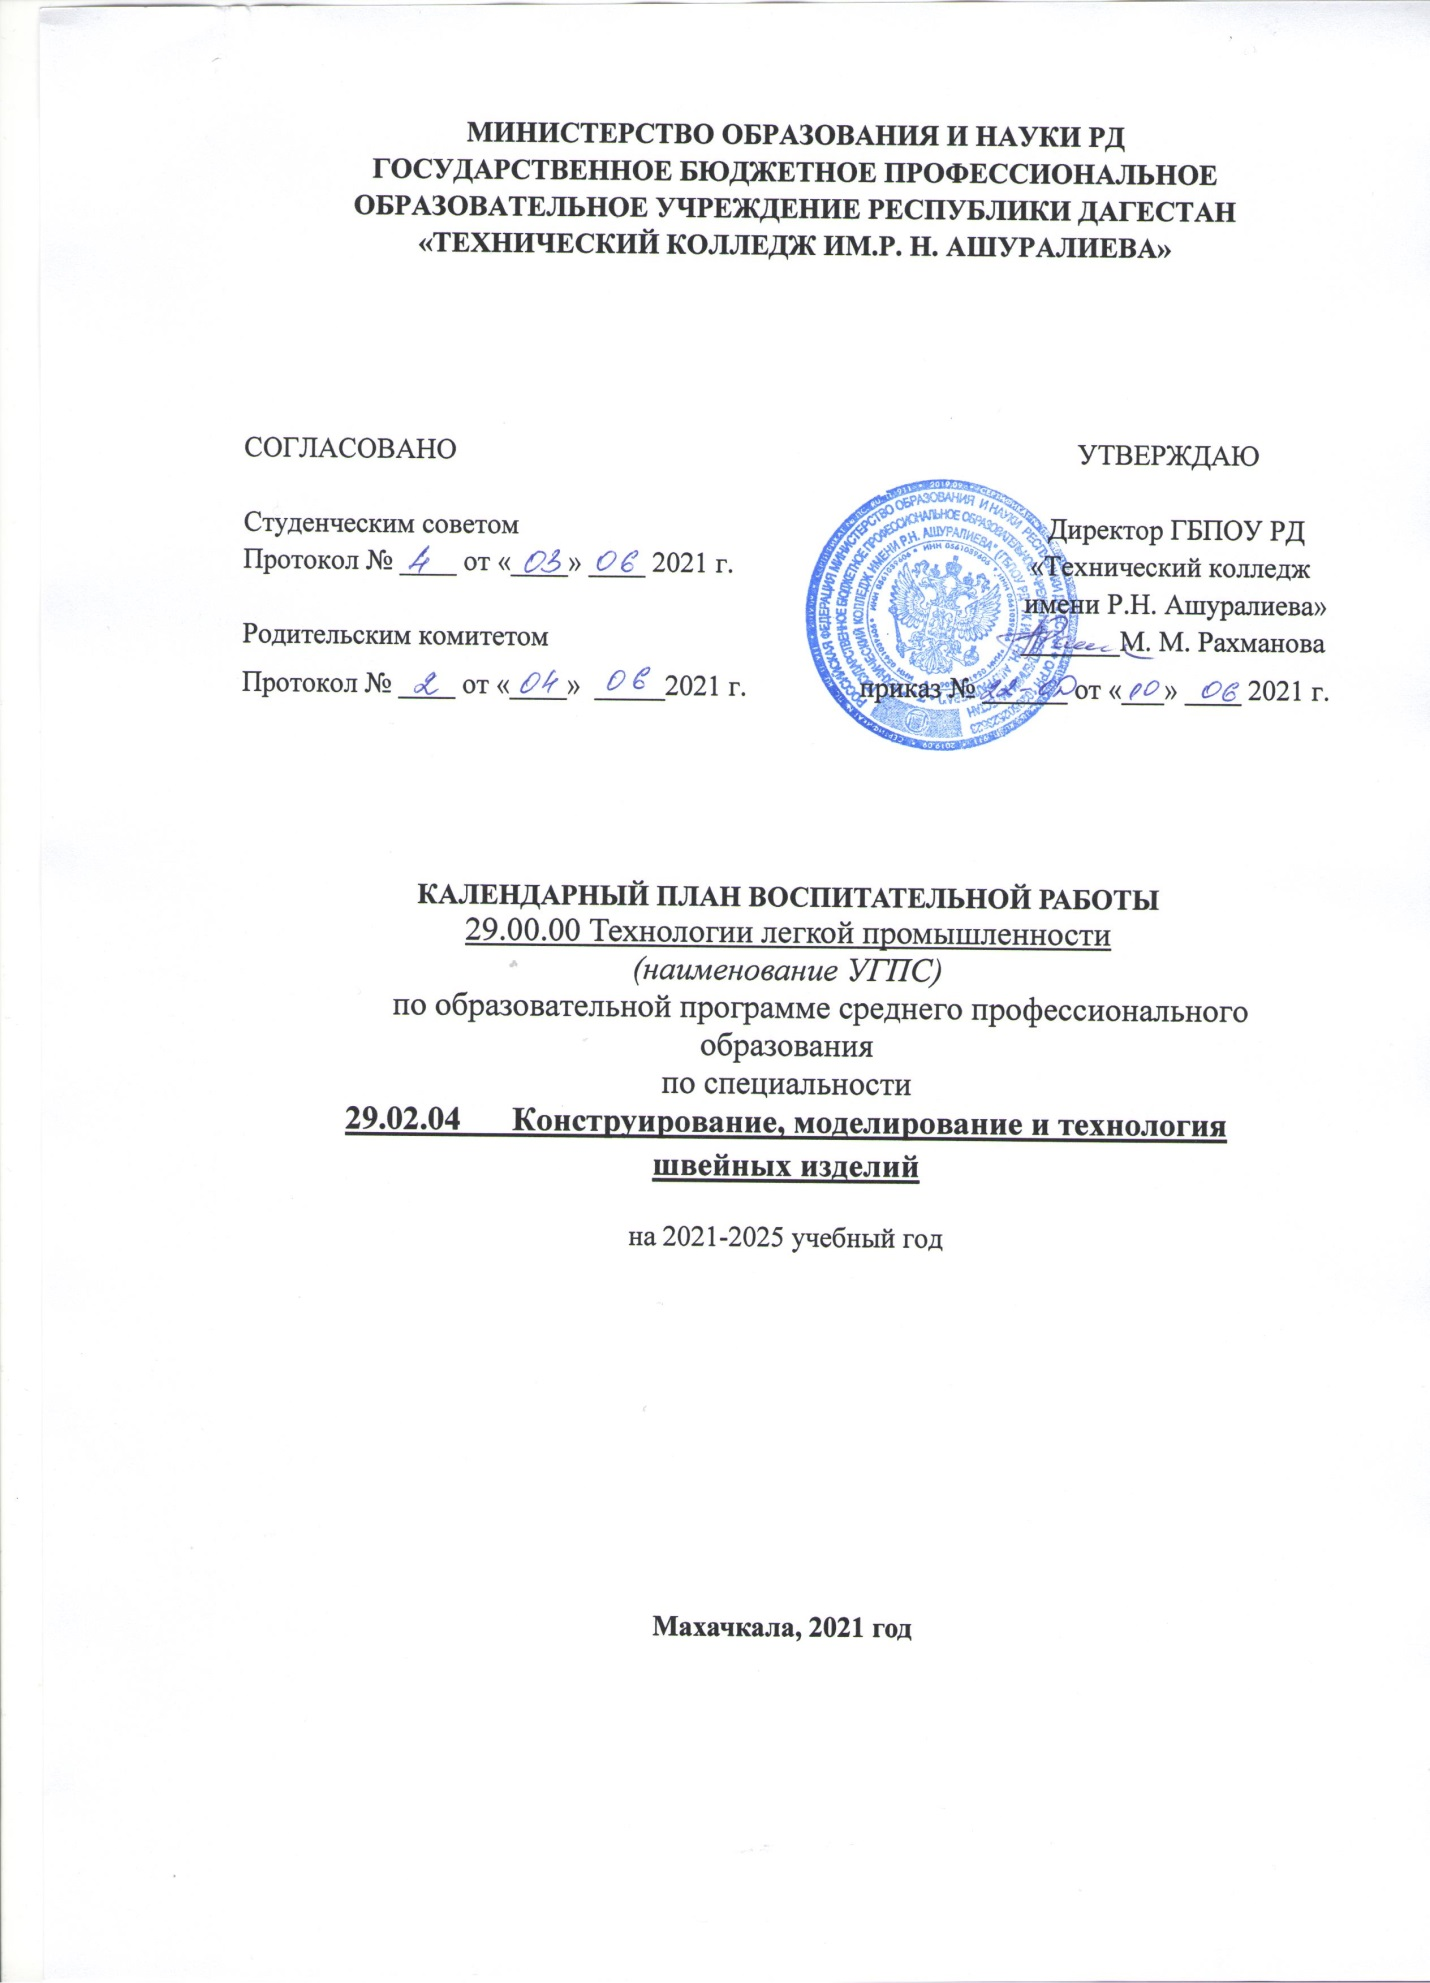 МИНИСТЕРСТВО ОБРАЗОВАНИЯ И НАУКИ РД
ГОСУДАРСТВЕННОЕ БЮДЖЕТНОЕ ПРОФЕССИОНАЛЬНОЕ
ОБРАЗОВАТЕЛЬНОЕ УЧРЕЖДЕНИЕ РЕСПУБЛИКИ ДАГЕСТАН
«ТЕХНИЧЕСКИЙ КОЛЛЕДЖ ИМ.Р. Н. АШУРАЛИЕВА»
СОГЛАСОВАНО
Студенческим советом
Протокол № 4 от «03» 06 2021 г.
Родительским комитетом
Протокол № 2 от «04» 06 2021 г.
УТВЕРЖДАЮ
Директор ГБПОУ РД
«Технический колледж
имени Р.Н. Ашуралиева»
М. М. Рахманова
приказ № от «10» 06 2021 г.
КАЛЕНДАРНЫЙ ПЛАН ВОСПИТАТЕЛЬНОЙ РАБОТЫ
29.00.00 Технологии легкой промышленности
(наименование УГПС)
по образовательной программе среднего профессионального
образования
по специальности
29.02.04 Конструирование, моделирование и технология
швейных изделий
на 2021-2025 учебный год
Махачкала, 2021 год